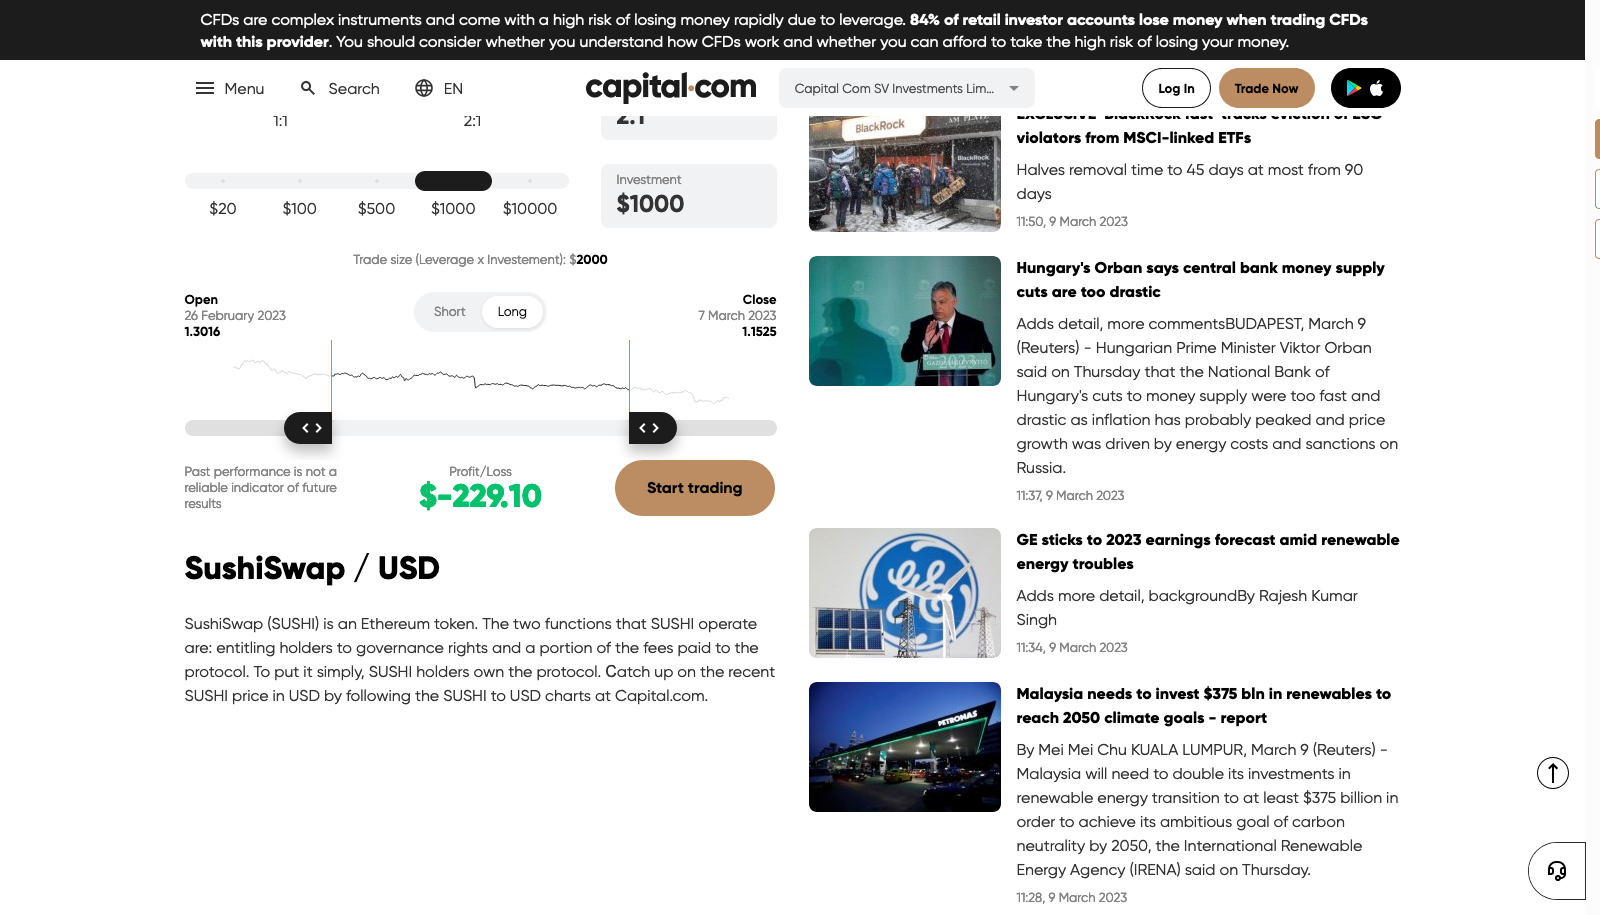 CFDs are complex instruments and come with a high risk of losing money rapidly due to leverage. 84% of retail investor accounts lose money when trading CFDs
with this provider. You should consider whether you understand how CFDs work and whether you can afford to take the high risk of losing your money.
Menu
Search
EN
capital.com
Capital Com SV Investments Lim...
Log In
Trade Now
1:1
2:1
2:1
Investment
$1000
$20
$100
$500
$1000
$10000
Trade size (Leverage x Investement): $2000
Open
26 February 2023
1.3016
Short
Long
Close
7 March 2023
1.1525
Past performance is not a
reliable indicator of future
results
Profit/Loss
$-229.10
Start trading
SushiSwap / USD
SushiSwap (SUSHI) is an Ethereum token. The two functions that SUSHI operate
are: entitling holders to governance rights and a portion of the fees paid to the
protocol. To put it simply, SUSHI holders own the protocol. Catch up on the recent
SUSHI price in USD by following the SUSHI to USD charts at Capital.com.
BlackRock
BlackRock
EXCLUSIVE-BlackRock fast-tracks eviction of ESG
violators from MSCI-linked ETFs
Halves removal time to 45 days at most from 90
days
11:50, 9 March 2023
Hungary's Orban says central bank money supply
cuts are too drastic
Adds detail, more commentsBUDAPEST, March 9
(Reuters) - Hungarian Prime Minister Viktor Orban
said on Thursday that the National Bank of
Hungary's cuts to money supply were too fast and
drastic as inflation has probably peaked and price
growth was driven by energy costs and sanctions on
Russia.
11:37, 9 March 2023
GE sticks to 2023 earnings forecast amid renewable
energy troubles
Adds more detail, backgroundBy Rajesh Kumar
Singh
11:34, 9 March 2023
PETRONAS
Malaysia needs to invest $375 bln in renewables to
reach 2050 climate goals - report
By Mei Mei Chu KUALA LUMPUR, March 9 (Reuters) -
Malaysia will need to double its investments in
renewable energy transition to at least $375 billion in
order to achieve its ambitious goal of carbon
neutrality by 2050, the International Renewable
Energy Agency (IRENA) said on Thursday.
11:28, 9 March 2023